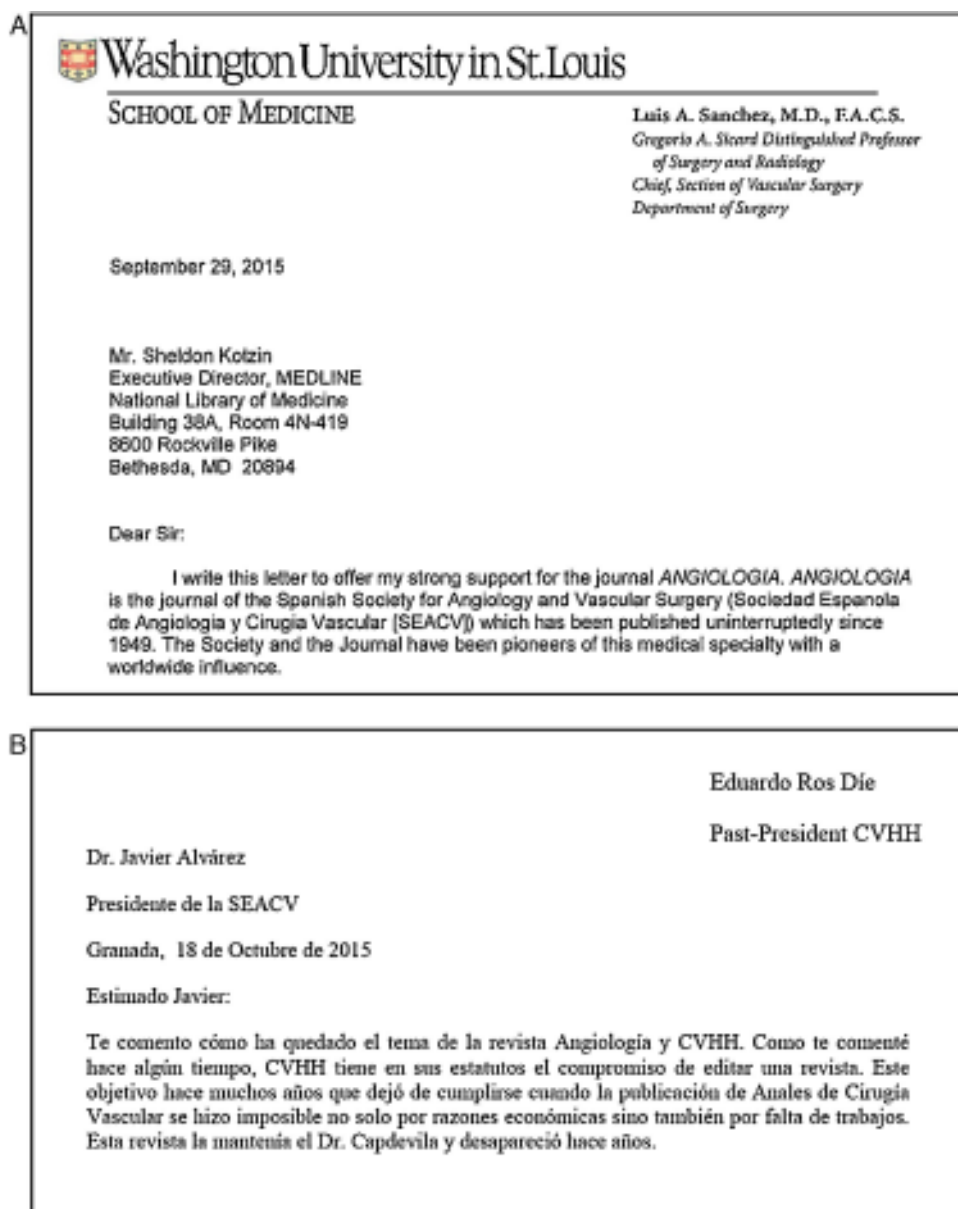 A
Washington University in St. Louis
SCHOOL OF MEDICINE
Luis A. Sanchez, M.D., F.A.C.S.
Gregorio A. Sicard Distinguished Professor
of Surgery and Radiology
Chief, Section of Vascular Surgery
Department of Surgery
September 29, 2015
Mr. Sheldon Kotzin
Executive Director, MEDLINE
National Library of Medicine
Building 38A, Room 4N-419
8600 Rockville Pike
Bethesda, MD 20894
Dear Sir:
I write this letter to offer my strong support for the journal ANGIOLOGIA. ANGIOLOGIA
is the journal of the Spanish Society for Angiology and Vascular Surgery (Sociedad Espanola
de Angiologia y Cirugia Vascular [SEACV]) which has been published uninterruptedly since
1949. The Society and the Journal have been pioneers of this medical specialty with a
worldwide influence.
B
Eduardo Ros Díe
Past-President CVHH
Dr. Javier Alvárez
Presidente de la SEACV
Granada, 18 de Octubre de 2015
Estimado Javier:
Te comento cómo ha quedado el tema de la revista Angiología y CVHH. Como te comenté
hace algún tiempo, CVHH tiene en sus estatutos el compromiso de editar una revista. Este
objetivo hace muchos años que dejó de cumplirse cuando la publicación de Anales de Cirugía
Vascular se hizo imposible no solo por razones económicas sino también por falta de trabajos.
Esta revista la mantenía el Dr. Capdevila y desapareció hace años.